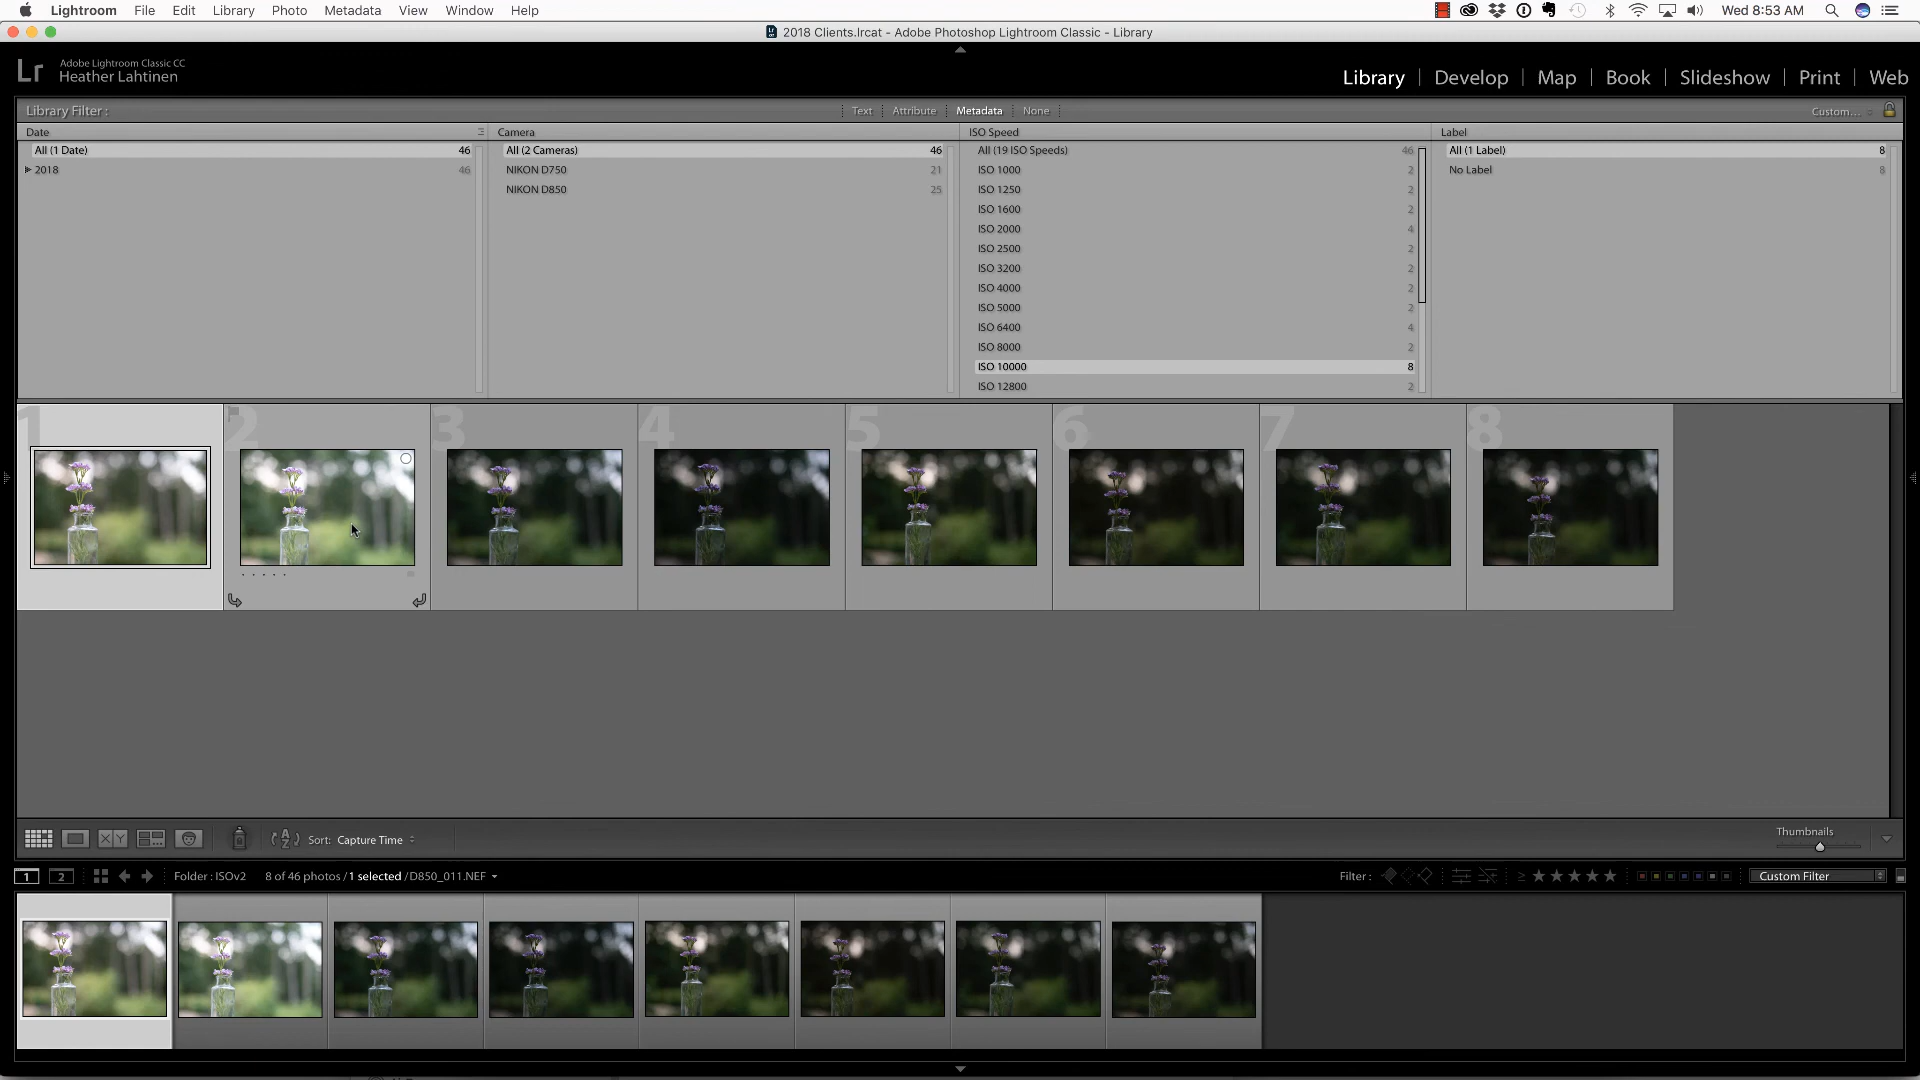 Lightroom File Edit Library Photo Metadata View Window Help Wed 8:53 AM
2018 Clients.lrcat - Adobe Photoshop Lightroom Classic - Library
Lr Adobe Lightroom Classic CC
Heather Lahtinen
Library Develop Map Book Slideshow Print Web
Library Filter : Text Attribute Metadata None Custom...
Date Camera ISO Speed Label
All (1 Date) 46 All (2 Cameras) 46 All (19 ISO Speeds) 46 All (1 Label) 8
2018 46 NIKON D750 21 ISO 1000 2 No Label 8
NIKON D850 25 ISO 1250 2
ISO 1600 2
ISO 2000 4
ISO 2500 2
ISO 3200 2
ISO 4000 2
ISO 5000 2
ISO 6400 4
ISO 8000 2
ISO 10000 8
ISO 12800 2
1 2 3 4 5 6 7 8
X Y A Z Sort: Capture Time Thumbnails
1 2 Folder : ISOv2 8 of 46 photos / 1 selected / D850_011.NEF Filter : ≥ ★★★★★ Custom Filter